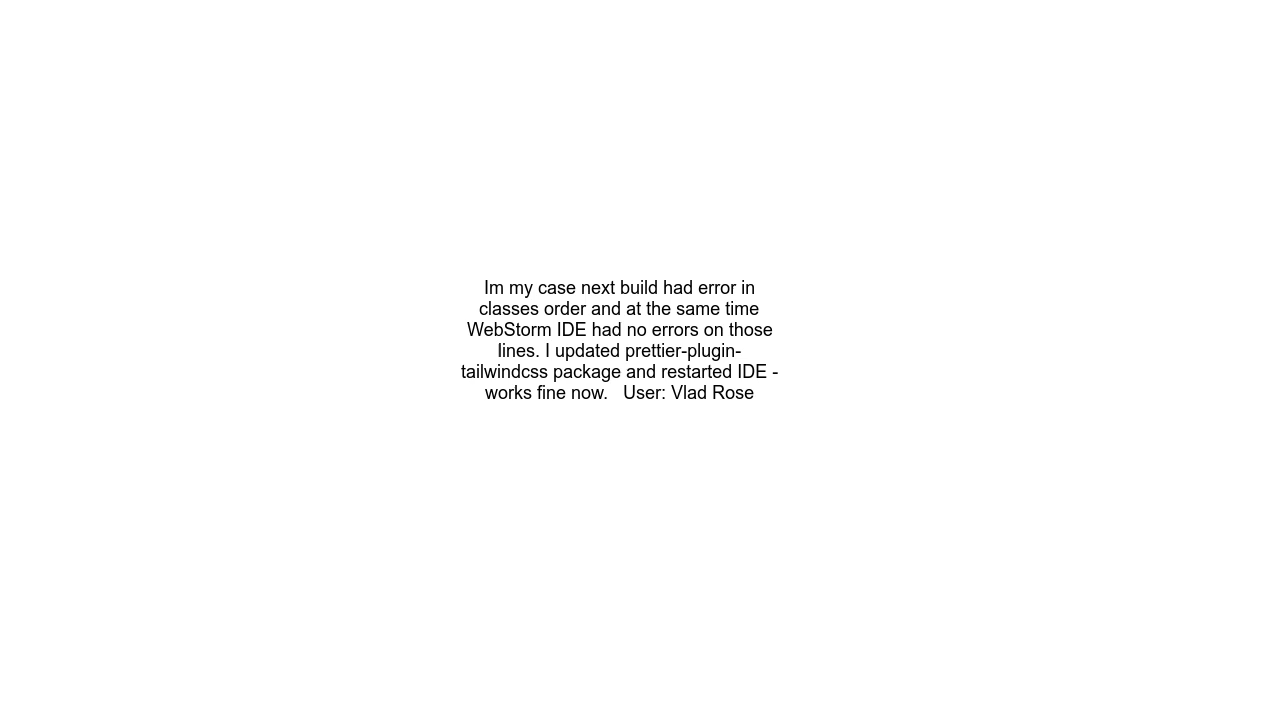 Im my case next build had error in
classes order and at the same time
WebStorm IDE had no errors on those
lines. I updated prettier-plugin-
tailwindcss package and restarted IDE -
works fine now.   User: Vlad Rose